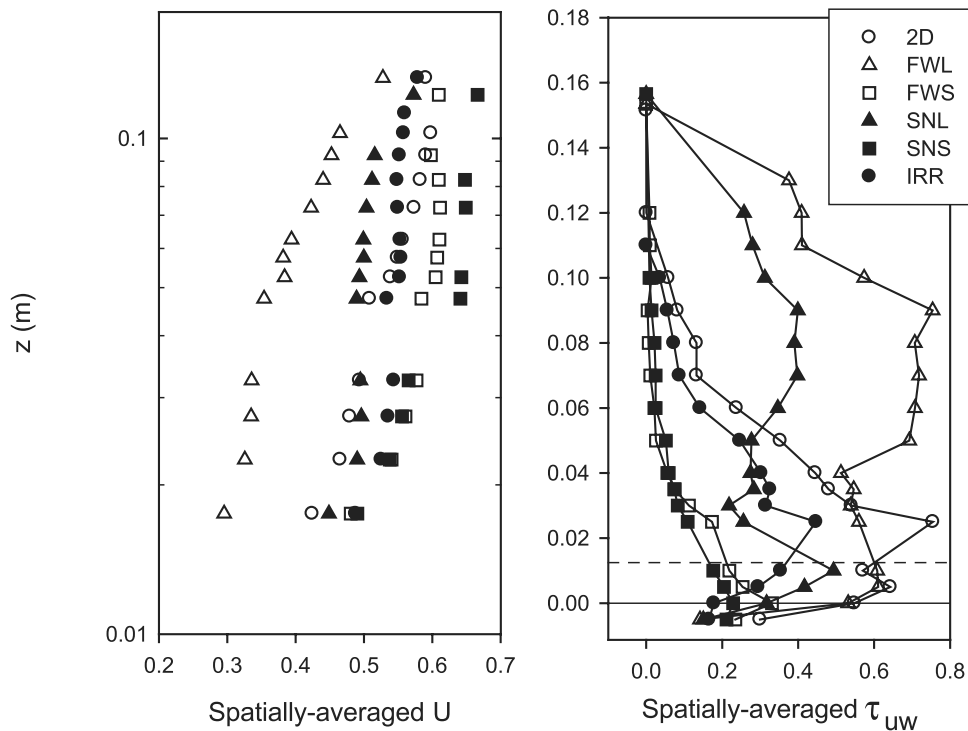 z (m)
0.1
0.01
0.2
0.3
0.4
0.5
0.6
0.7
Spatially-averaged U
0.18
0.16
0.14
0.12
0.10
0.08
0.06
0.04
0.02
0.00
0.0
0.2
0.4
0.6
0.8
Spatially-averaged τuw
2D
FWL
FWS
SNL
SNS
IRR